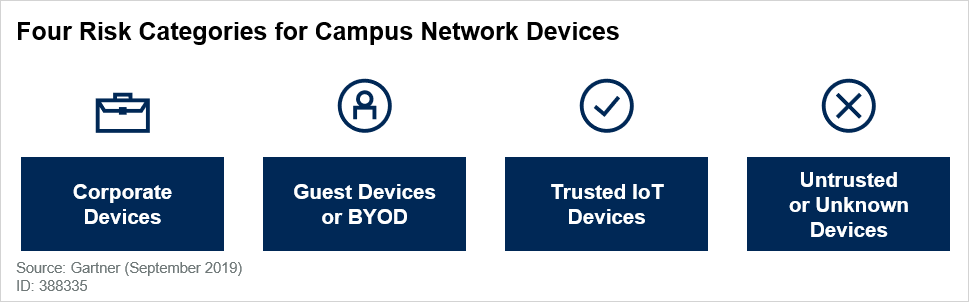 Four Risk Categories for Campus Network Devices
Corporate
Devices
Guest Devices
or BYOD
Trusted IoT
Devices
Untrusted
or Unknown
Devices
Source: Gartner (September 2019)
ID: 388335